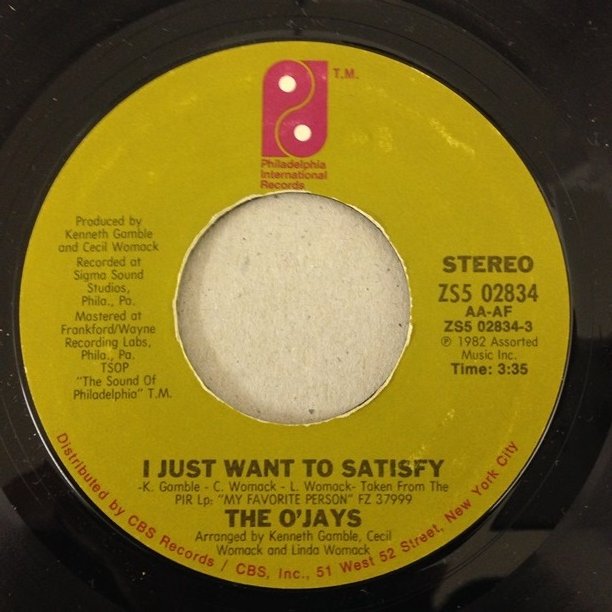 T.M.
Philadelphia
International
Records
Produced by
Kenneth Gamble
and Cecil Womack
Recorded at
Sigma Sound
Studios,
Phila., Pa.
Mastered at
Frankford/Wayne
Recording Labs,
Phila., Pa.
TSOP
"The Sound Of
Philadelphia" T.M.
STEREO
ZS5 02834
AA-AF
ZS5 02834-3
℗ 1982 Assorted
Music Inc.
Time: 3:35
I JUST WANT TO SATISFY
-K. Gamble - C. Womack - L. Womack- Taken From The
PIR Lp: "MY FAVORITE PERSON" FZ 37999
THE O'JAYS
Arranged by Kenneth Gamble, Cecil
Womack and Linda Womack
Distributed by CBS Records / CBS, Inc., 51 West 52 Street, New York City